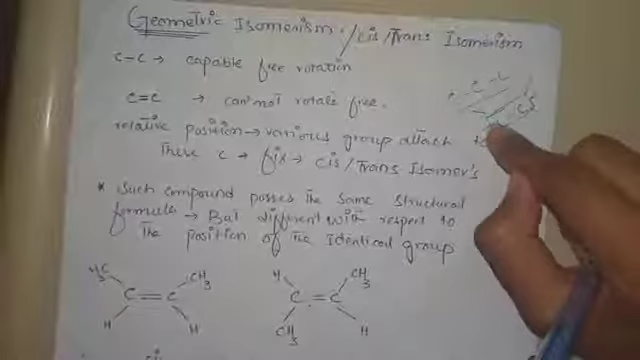 Geometric Isomerism./cis/Trans Isomerism
C-C → capable free rotation
C=C → can't not rotate free.
relative position → various group attach to
There C → fix → cis/Trans Isomer's
* Such compound posses the same structural
formula → But different with respect to
The position of the identical group
H3C CH3 H CH3
C=C C=C
H H CH3 H
cis